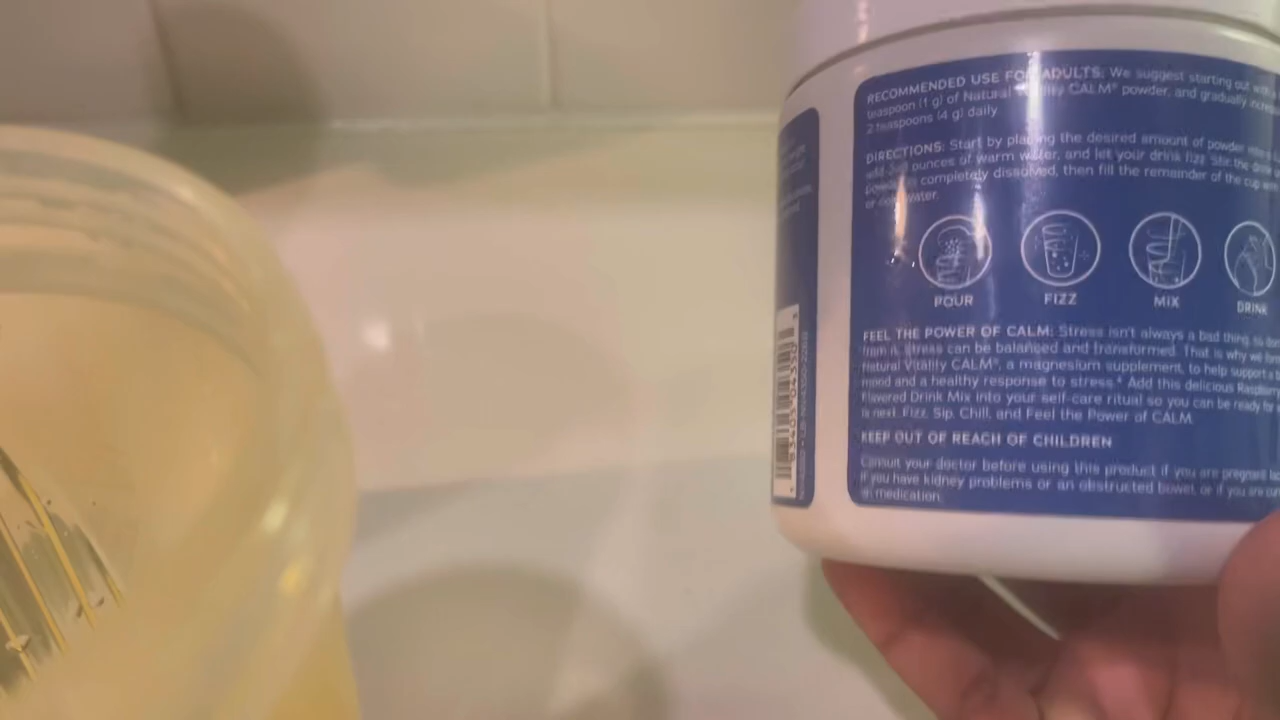 RECOMMENDED USE FOR ADULTS: We suggest starting out with
teaspoon (1 g) of Natural Vitality CALM® powder, and gradually
2 teaspoons (4 g) daily
DIRECTIONS: Start by placing the desired amount of powder
ounces of warm water, and let your drink fizz. Stir the drink
completely dissolved, then fill the remainder of the cup
water.
POUR
FIZZ
MIX
DRINK
FEEL THE POWER OF CALM: Stress isn't always a bad thing
from it. Stress can be balanced and transformed. That is why we
Natural Vitality CALM®, a magnesium supplement, to help support a
mood and a healthy response to stress.* Add this delicious
Flavored Drink Mix into your self-care ritual so you can be ready for
is next. Fizz, Sip, Chill, and Feel the Power of CALM.
KEEP OUT OF REACH OF CHILDREN
Consult your doctor before using this product if you are pregnant
if you have kidney problems or an obstructed bowel, or if you are
medication.